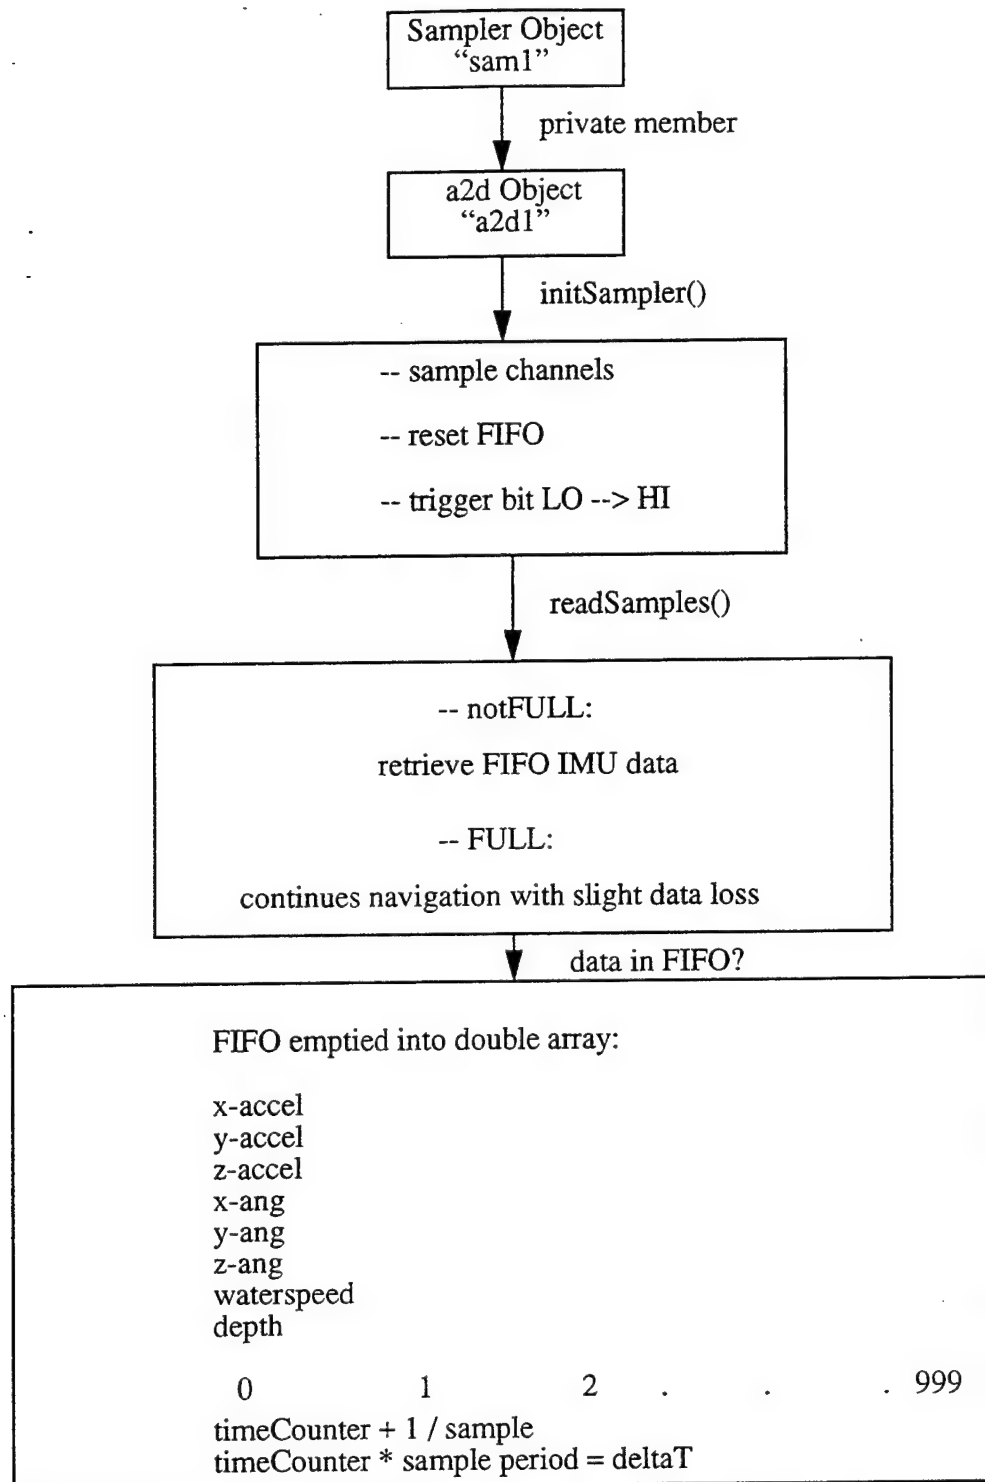 Sampler Object
“sam1”
private member
a2d Object
“a2d1”
initSampler()
-- sample channels
-- reset FIFO
-- trigger bit LO --> HI
readSamples()
-- notFULL:
retrieve FIFO IMU data
-- FULL:
continues navigation with slight data loss
data in FIFO?
FIFO emptied into double array:
x-accel
y-accel
z-accel
x-ang
y-ang
z-ang
waterspeed
depth
0 1 2 . . . 999
timeCounter + 1 / sample
timeCounter * sample period = deltaT